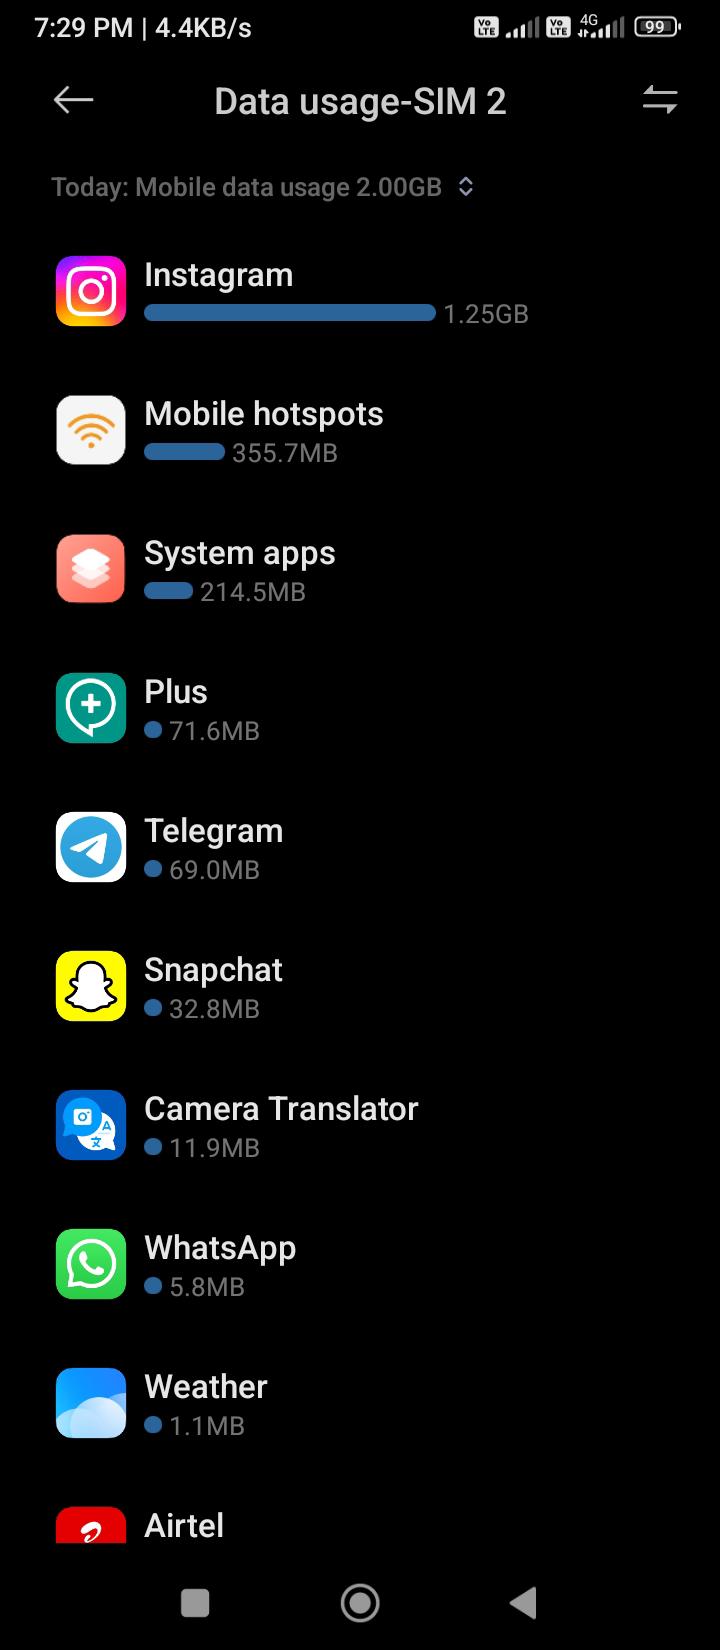 7:29 PM | 4.4KB/s
Vo LTE
Vo LTE
4G
99
Data usage-SIM 2
Today: Mobile data usage 2.00GB
Instagram
1.25GB
Mobile hotspots
355.7MB
System apps
214.5MB
Plus
71.6MB
Telegram
69.0MB
Snapchat
32.8MB
Camera Translator
11.9MB
WhatsApp
5.8MB
Weather
1.1MB
Airtel